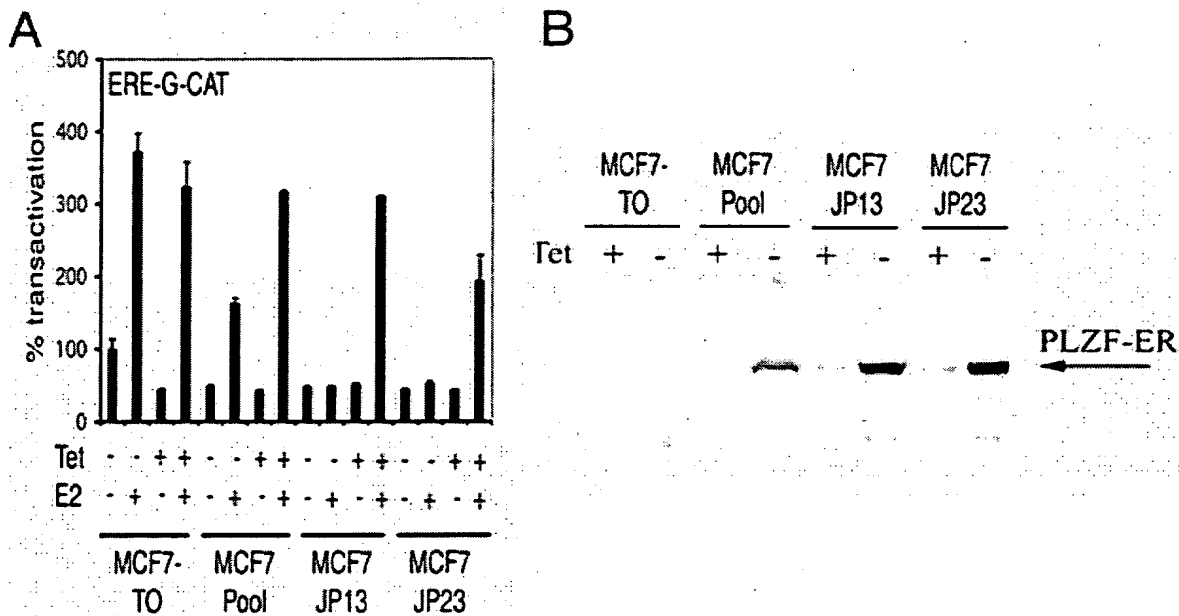 A
500
ERE-G-CAT
400
300
200
100
0
% transactivation
Tet - - + + - - + + - - + + - - + +
E2 - + - + - + - + - + - + - + - +
MCF7-
TO
MCF7
Pool
MCF7
JP13
MCF7
JP23
B
MCF7-
TO
MCF7
Pool
MCF7
JP13
MCF7
JP23
Tet + - + - + - + -
PLZF-ER